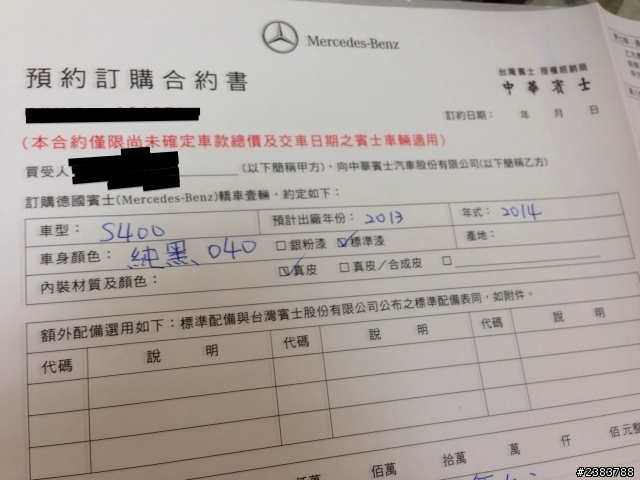 Mercedes-Benz
預約訂購合約書
台灣賓士 授權經銷商
中華賓士
訂約日期： 年 月 日
(本合約僅限尚未確定車款總價及交車日期之賓士車輛適用)
買受人 (以下簡稱甲方)，向中華賓士汽車股份有限公司(以下簡稱乙方)
訂購德國賓士(Mercedes-Benz)轎車壹輛，約定如下：
車型： S400 預計出廠年份： 2013 年式： 2014
車身顏色： 純黑、040 □銀粉漆 ☑標準漆 產地：
內裝材質及顏色： ☑真皮 □真皮／合成皮 □
額外配備選用如下：標準配備與台灣賓士股份有限公司公布之標準配備表同，如附件。
代碼 說 明 代碼 說 明 代碼 說 明
佰萬 拾萬 萬 仟 佰 元整
#2383788